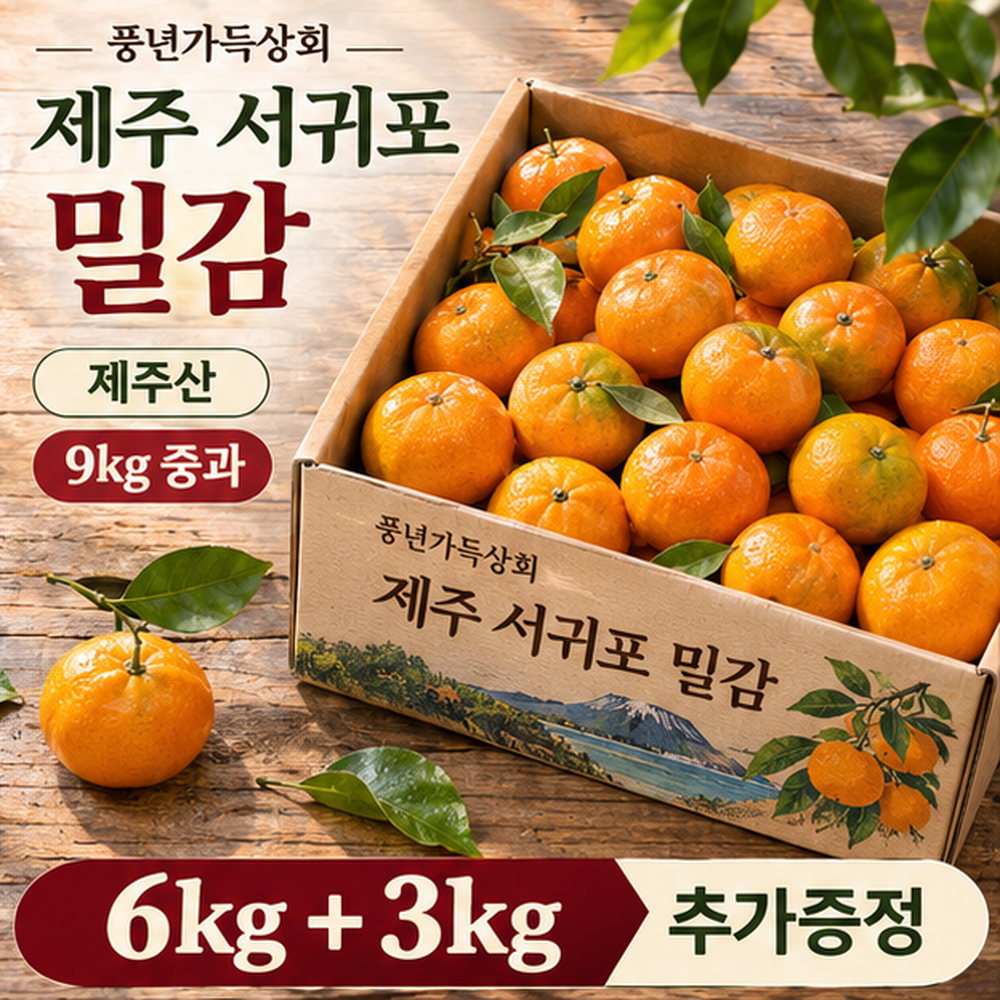 풍년가득상회
제주 서귀포
밀감
제주산
9kg 중과
풍년가득상회
제주 서귀포 밀감
6kg + 3kg 추가증정